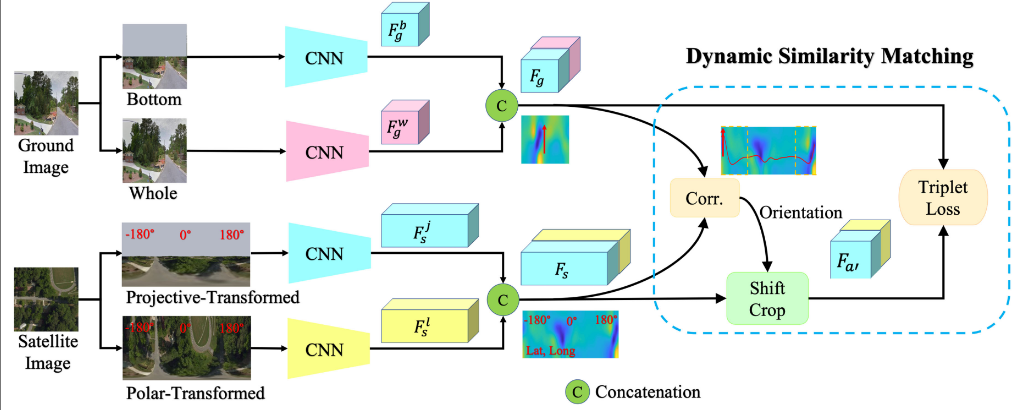 Dynamic Similarity Matching
Ground
Image
Bottom
Whole
CNN
CNN
F_g^b
F_g^w
C
F_g
Corr.
Orientation
Triplet
Loss
Satellite
Image
-180° 0° 180°
Projective-Transformed
-180° 0° 180°
Polar-Transformed
CNN
CNN
F_s^j
F_s^l
C
F_s
-180° 0° 180°
Lat, Long
Shift
Crop
F_a'
C Concatenation